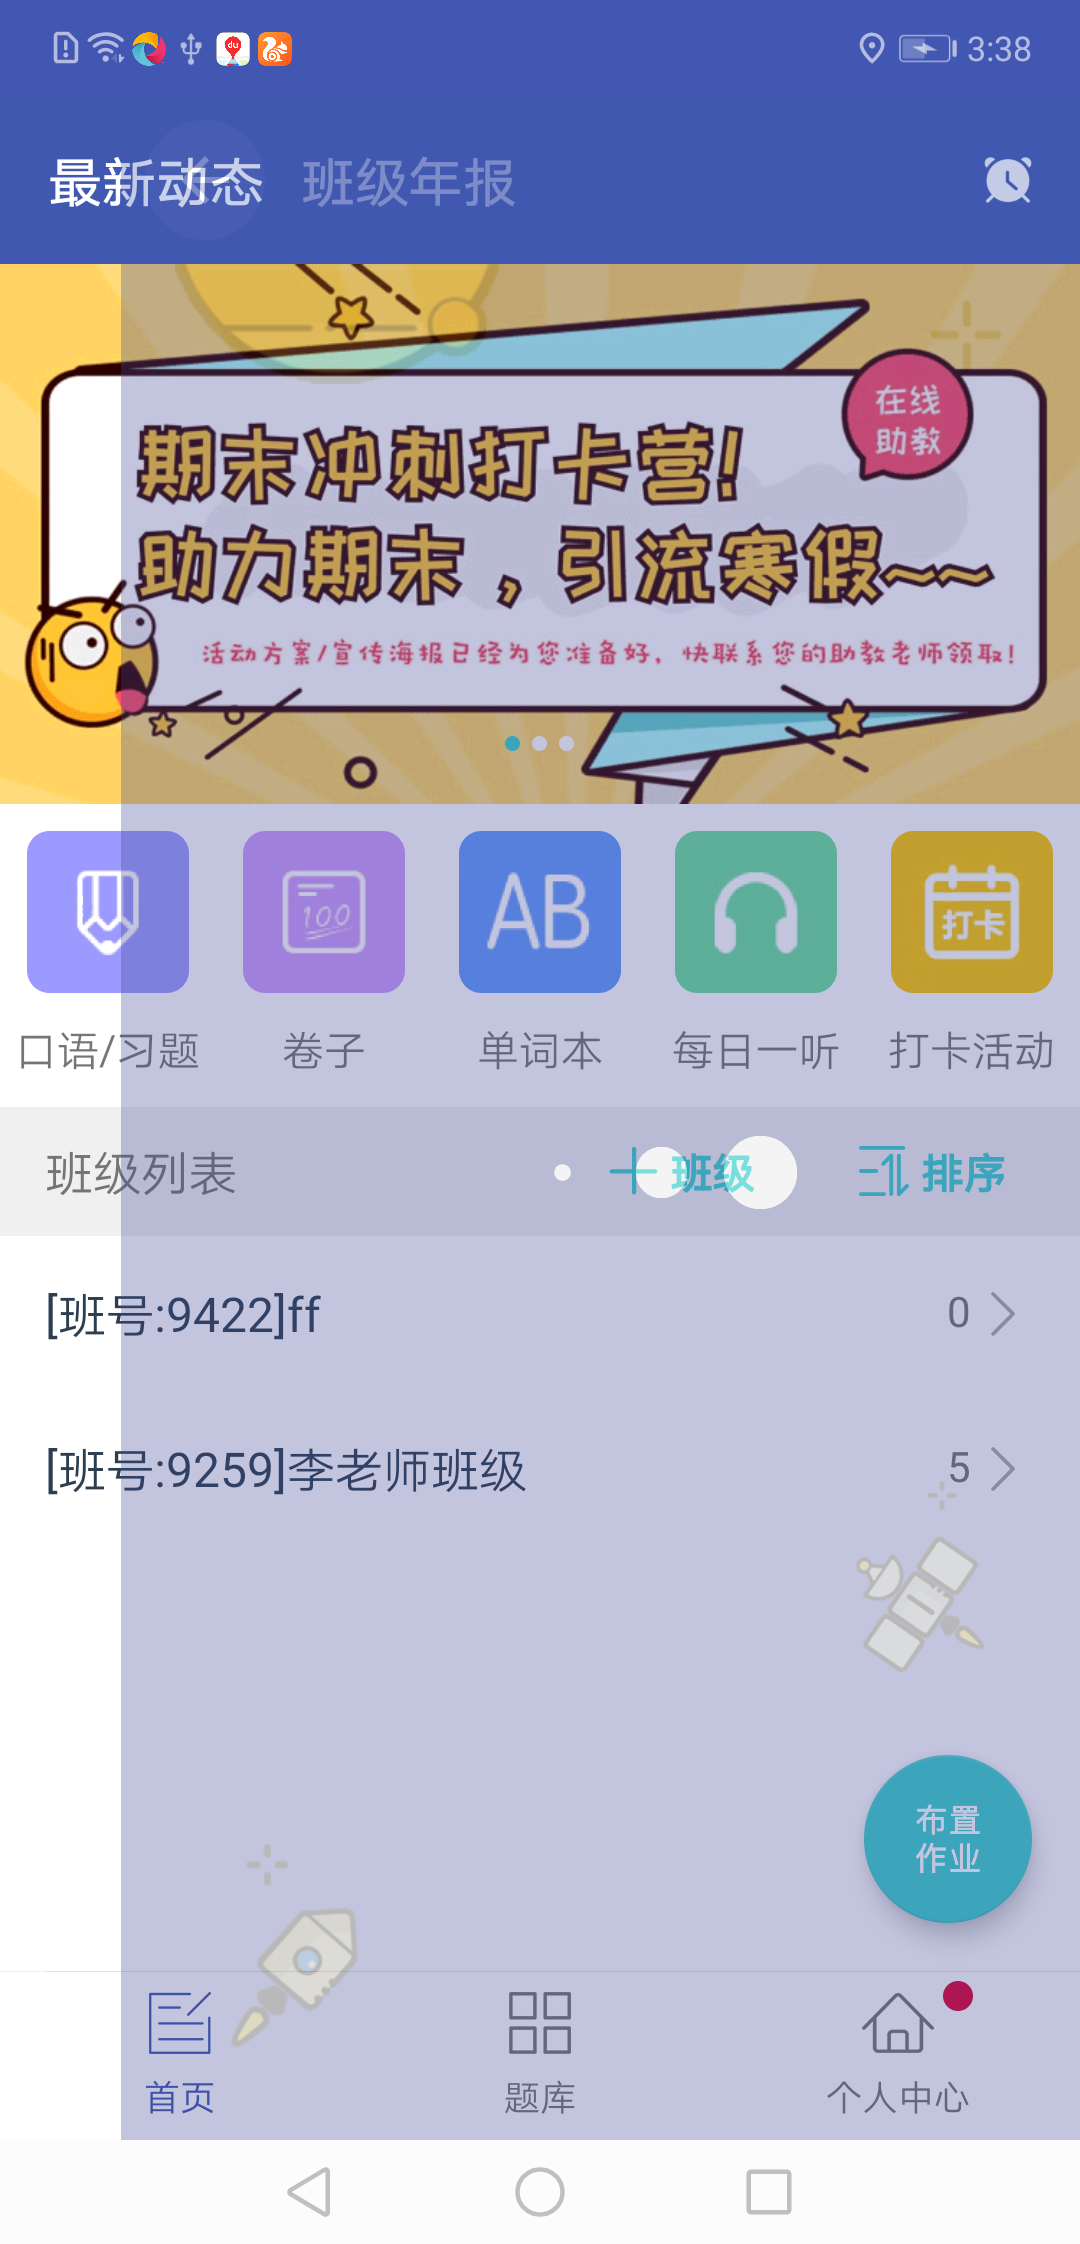 3:38
最新动态 班级年报
在线
助教
期末冲刺打卡营!
助力期末，引流寒假~~
活动方案/宣传海报已经为您准备好，快联系您的助教老师领取!
100 AB 打卡
口语/习题 卷子 单词本 每日一听 打卡活动
班级列表 班级 排序
[班号:9422]ff 0
[班号:9259]李老师班级 5
布置
作业
首页 题库 个人中心